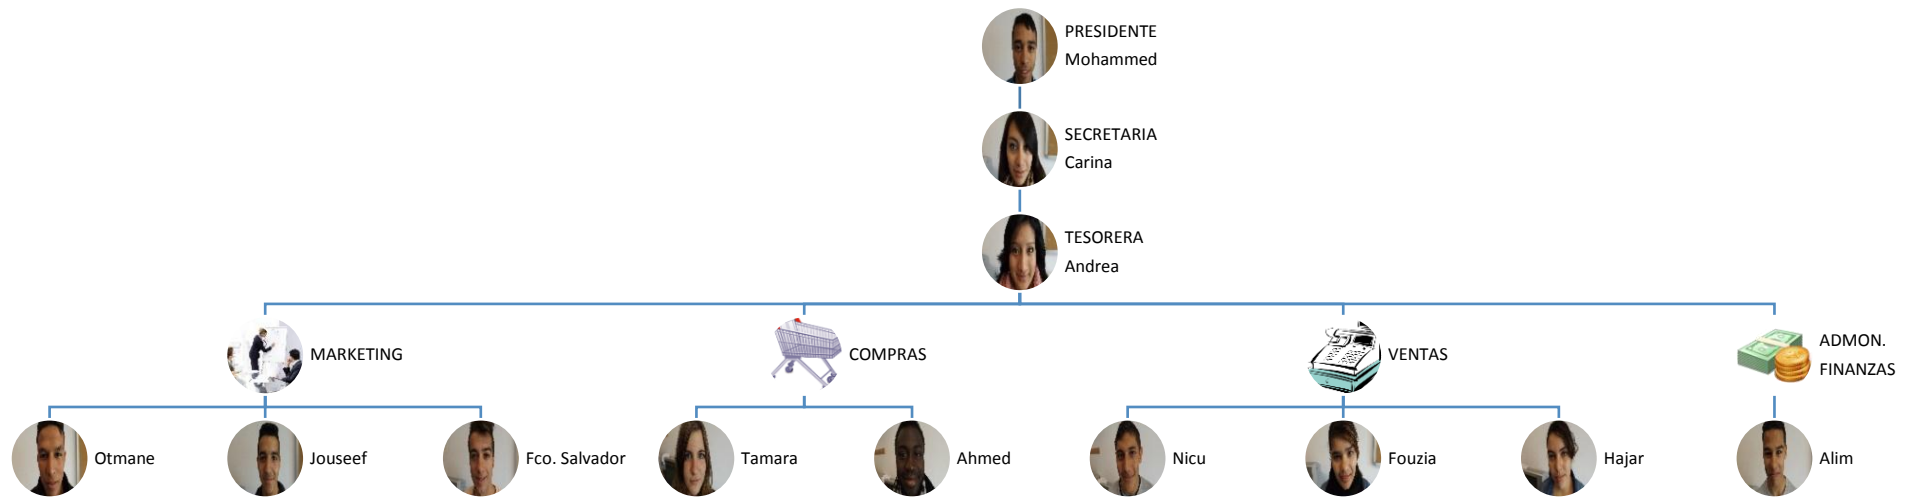 PRESIDENTE
Mohammed
SECRETARIA
Carina
TESORERA
Andrea
MARKETING
COMPRAS
VENTAS
ADMON.
FINANZAS
Otmane
Jouseef
Fco. Salvador
Tamara
Ahmed
Nicu
Fouzia
Hajar
Alim